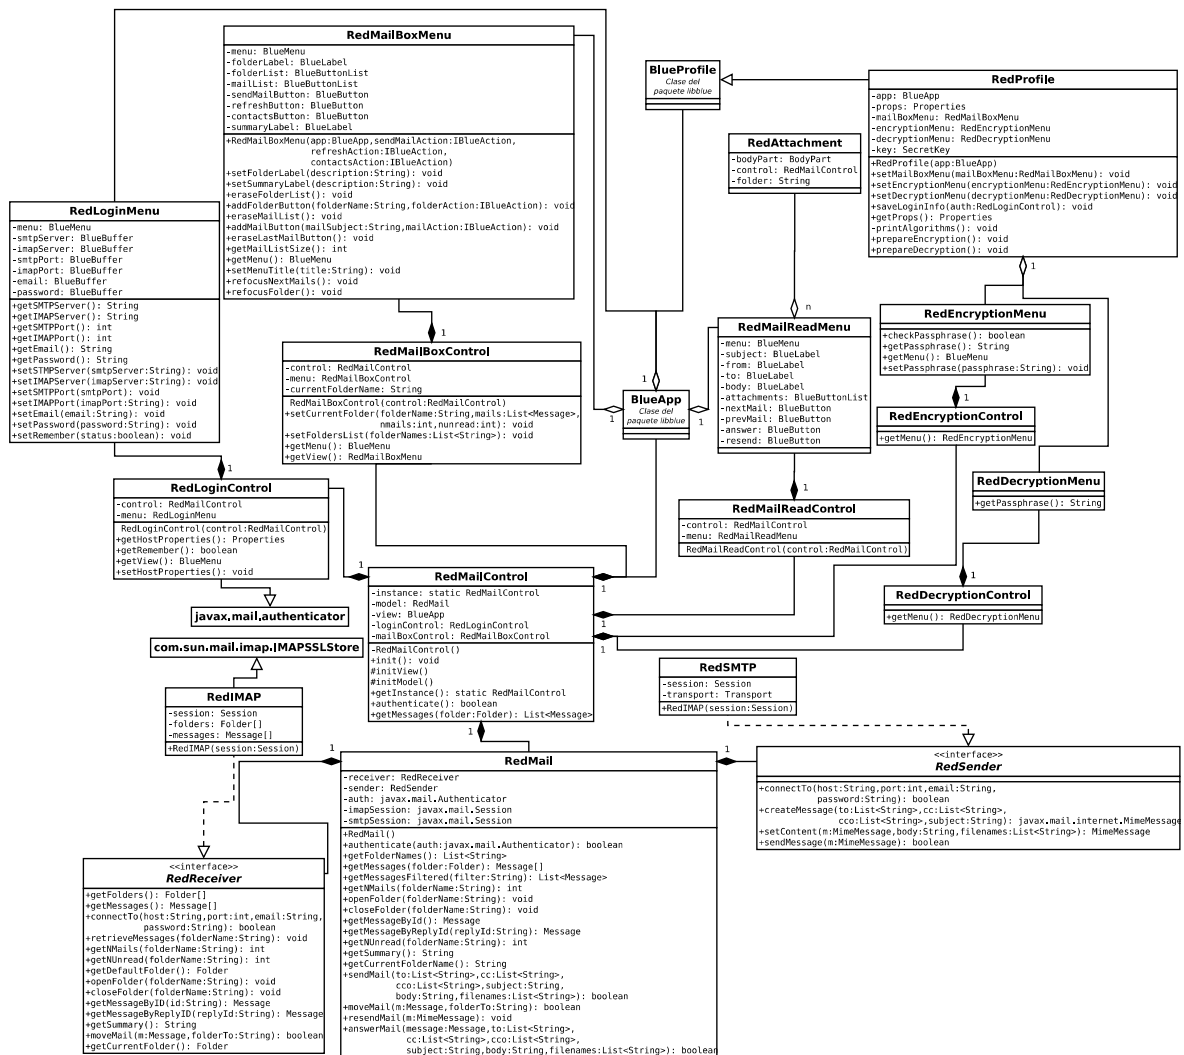 RedMailBoxMenu
-menu: BlueMenu
-folderLabel: BlueLabel
-folderList: BlueButtonList
-mailList: BlueButtonList
-sendMailButton: BlueButton
-refreshButton: BlueButton
-contactsButton: BlueButton
-summaryLabel: BlueLabel
+RedMailBoxMenu(app:BlueApp,sendMailAction:IBlueAction,
refreshAction:IBlueAction,
contactsAction:IBlueAction)
+setFolderLabel(description:String): void
+setSummaryLabel(description:String): void
+eraseFolderList(): void
+addFolderButton(folderName:String,folderAction:IBlueAction): void
+eraseMailList(): void
+addMailButton(mailSubject:String,mailAction:IBlueAction): void
+eraseLastMailButton(): void
+getMailListSize(): int
+getMenu(): BlueMenu
+setMenuTitle(title:String): void
+refocusNextMails(): void
+refocusFolder(): void
BlueProfile
Clase del
paquete libblue
RedProfile
-app: BlueApp
-props: Properties
-mailBoxMenu: RedMailBoxMenu
-encryptionMenu: RedEncryptionMenu
-decryptionMenu: RedDecryptionMenu
-key: SecretKey
+RedProfile(app:BlueApp)
+setMailBoxMenu(mailBoxMenu:RedMailBoxMenu): void
+setEncryptionMenu(encryptionMenu:RedEncryptionMenu): void
+setDecryptionMenu(decryptionMenu:RedDecryptionMenu): void
+saveLoginInfo(auth:RedLoginControl): void
+getProps(): Properties
-printAlgorithms(): void
+prepareEncryption(): void
+prepareDecryption(): void
1
RedAttachment
-bodyPart: BodyPart
-control: RedMailControl
-folder: String
n
RedLoginMenu
-menu: BlueMenu
-smtpServer: BlueBuffer
-imapServer: BlueBuffer
-smtpPort: BlueBuffer
-imapPort: BlueBuffer
-email: BlueBuffer
-password: BlueBuffer
+getSMTPServer(): String
+getIMAPServer(): String
+getSMTPPort(): int
+getIMAPPort(): int
+getEmail(): String
+getPassword(): String
+setSTMPServer(smtpServer:String): void
+setIMAPServer(imapServer:String): void
+setSMTPPort(smtpPort): void
+setIMAPPort(imapPort:String): void
+setEmail(email:String): void
+setPassword(password:String): void
+setRemember(status:boolean): void
1
1
RedMailBoxControl
-control: RedMailControl
-menu: RedMailBoxControl
-currentFolderName: String
RedMailBoxControl(control:RedMailControl)
+setCurrentFolder(folderName:String,mails:List<Message>,
nmails:int,nunread:int): void
+setFoldersList(folderNames:List<String>): void
+getMenu(): BlueMenu
+getView(): RedMailBoxMenu
1
1
1
BlueApp
Clase del
paquete libblue
RedMailReadMenu
-menu: BlueMenu
-subject: BlueLabel
-from: BlueLabel
-to: BlueLabel
-body: BlueLabel
-attachments: BlueButtonList
-nextMail: BlueButton
-prevMail: BlueButton
-answer: BlueButton
-resend: BlueButton
1
RedEncryptionMenu
+checkPassphrase(): boolean
+getPassphrase(): String
+getMenu(): BlueMenu
+setPassphrase(passphrase:String): void
1
RedEncryptionControl
+getMenu(): RedEncryptionMenu
RedDecryptionMenu
+getPassphrase(): String
1
RedDecryptionControl
+getMenu(): RedDecryptionMenu
RedMailReadControl
-control: RedMailControl
-menu: RedMailReadMenu
RedMailReadControl(control:RedMailControl)
RedLoginControl
-control: RedMailControl
-menu: RedLoginMenu
RedLoginControl(control:RedMailControl)
+getHostProperties(): Properties
+getRemember(): boolean
+getView(): BlueMenu
+setHostProperties(): void
1
javax.mail.authenticator
RedMailControl
-instance: static RedMailControl
-model: RedMail
-view: BlueApp
-loginControl: RedLoginControl
-mailBoxControl: RedMailBoxControl
-RedMailControl()
+init(): void
#initView()
#initModel()
+getInstance(): static RedMailControl
+authenticate(): boolean
+getMessages(folder:Folder): List<Message>
1
1
1
1
com.sun.mail.imap.IMAPSSLStore
RedIMAP
-session: Session
-folders: Folder[]
-messages: Message[]
+RedIMAP(session:Session)
RedSMTP
-session: Session
-transport: Transport
+RedIMAP(session:Session)
1
RedMail
-receiver: RedReceiver
-sender: RedSender
-auth: javax.mail.Authenticator
-imapSession: javax.mail.Session
-smtpSession: javax.mail.Session
+RedMail()
+authenticate(auth:javax.mail.Authenticator): boolean
+getFolderNames(): List<String>
+getMessages(folder:Folder): Message[]
+getMessagesFiltered(filter:String): List<Message>
+getNMails(folderName:String): int
+openFolder(folderName:String): void
+closeFolder(folderName:String): void
+getMessageById(): Message
+getMessageByReplyId(replyId:String): Message
+getNUnread(folderName:String): int
+getSummary(): String
+getCurrentFolderName(): String
+sendMail(to:List<String>,cc:List<String>,
cco:List<String>,subject:String,
body:String,filenames:List<String>): boolean
+moveMail(m:Message,folderTo:String): boolean
+resendMail(m:MimeMessage): void
+answerMail(message:Message,to:List<String>,
cc:List<String>,cco:List<String>,
subject:String,body:String,filenames:List<String>): boolean
1
<<interface>>
RedSender
+connectTo(host:String,port:int,email:String,
password:String): boolean
+createMessage(to:List<String>,cc:List<String>,
cco:List<String>,subject:String): javax.mail.internet.MimeMessage
+setContent(m:MimeMessage,body:String,filenames:List<String>): MimeMessage
+sendMessage(m:MimeMessage): boolean
<<interface>>
RedReceiver
+getFolders(): Folder[]
+getMessages(): Message[]
+connectTo(host:String,port:int,email:String,
password:String): boolean
+retrieveMessages(folderName:String): void
+getNMails(folderName:String): int
+getNUnread(folderName:String): int
+getDefaultFolder(): Folder
+openFolder(folderName:String): void
+closeFolder(folderName:String): void
+getMessageByID(id:String): Message
+getMessageByReplyID(replyId:String): Message
+getSummary(): String
+moveMail(m:Message,folderTo:String): boolean
+getCurrentFolder(): Folder